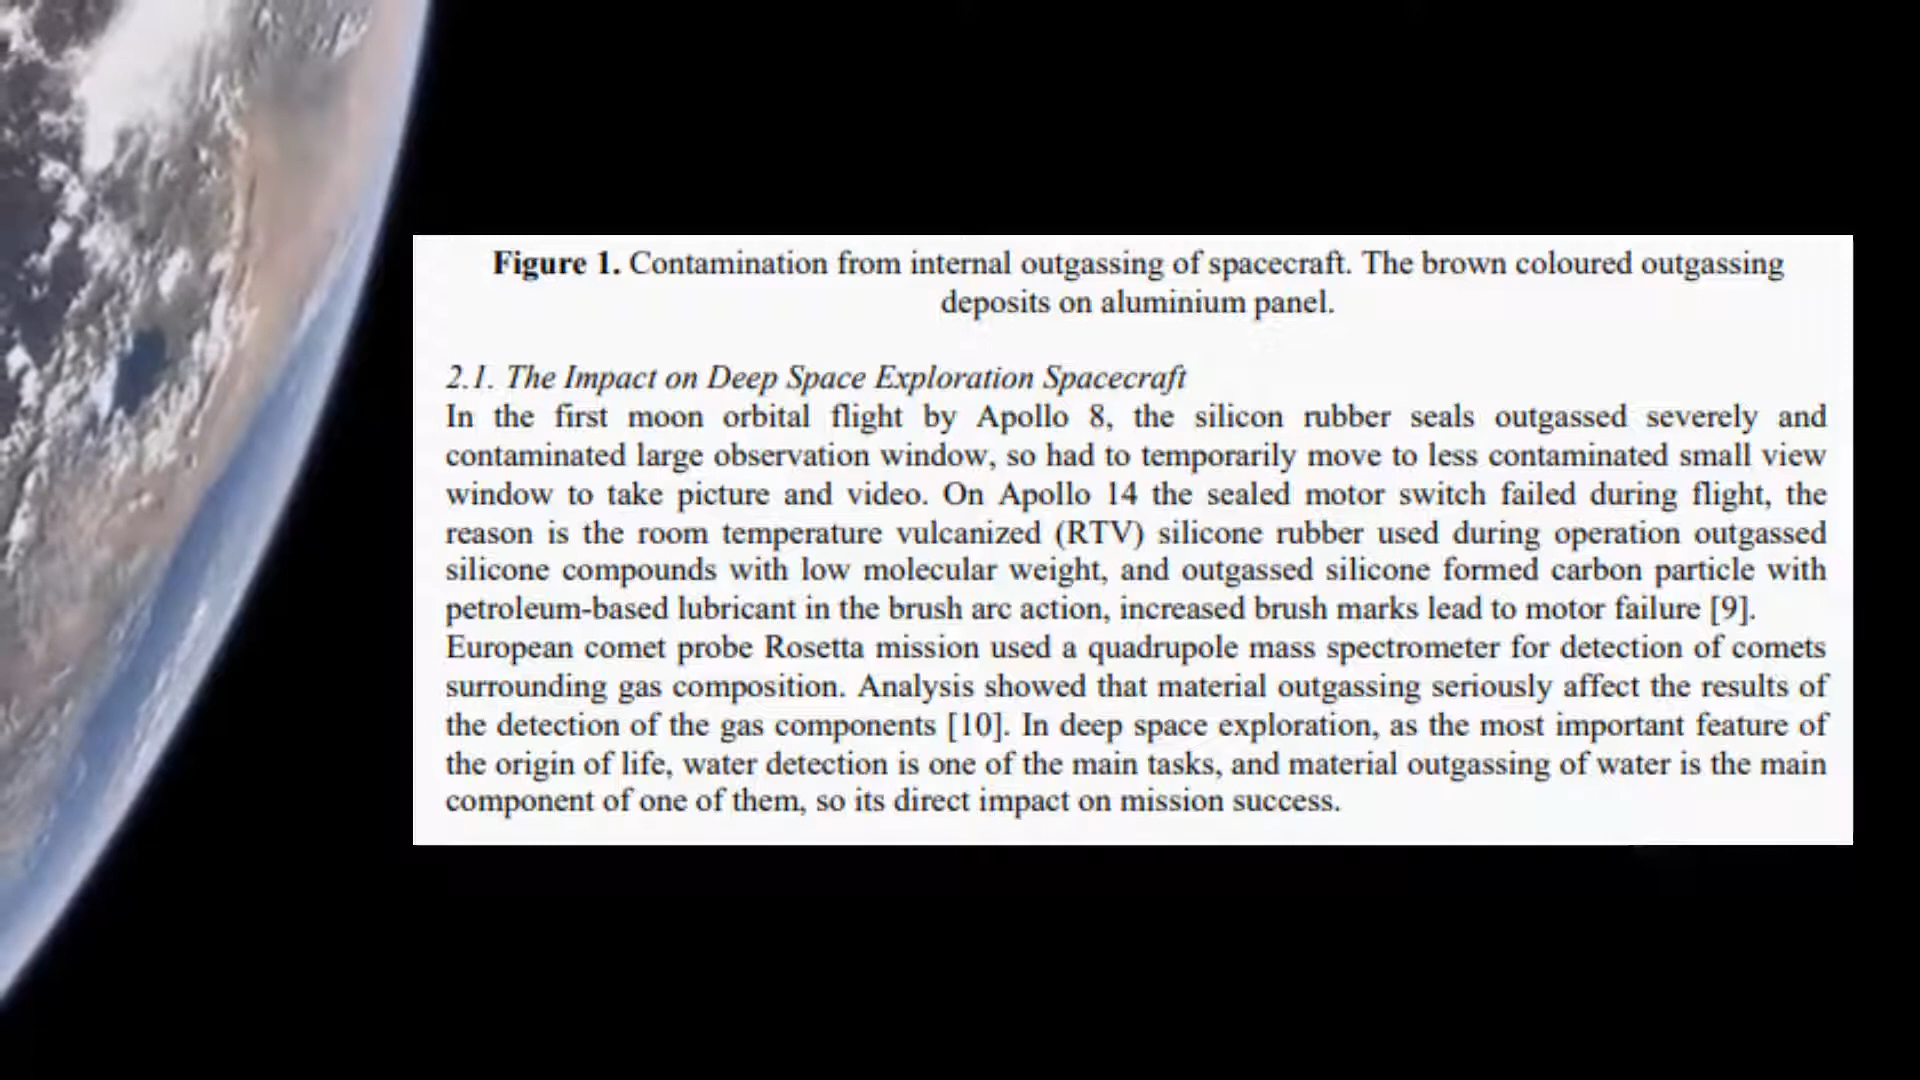 Figure 1. Contamination from internal outgassing of spacecraft. The brown coloured outgassing
deposits on aluminium panel.
2.1. The Impact on Deep Space Exploration Spacecraft
In the first moon orbital flight by Apollo 8, the silicon rubber seals outgassed severely and
contaminated large observation window, so had to temporarily move to less contaminated small view
window to take picture and video. On Apollo 14 the sealed motor switch failed during flight, the
reason is the room temperature vulcanized (RTV) silicone rubber used during operation outgassed
silicone compounds with low molecular weight, and outgassed silicone formed carbon particle with
petroleum-based lubricant in the brush arc action, increased brush marks lead to motor failure [9].
European comet probe Rosetta mission used a quadrupole mass spectrometer for detection of comets
surrounding gas composition. Analysis showed that material outgassing seriously affect the results of
the detection of the gas components [10]. In deep space exploration, as the most important feature of
the origin of life, water detection is one of the main tasks, and material outgassing of water is the main
component of one of them, so its direct impact on mission success.